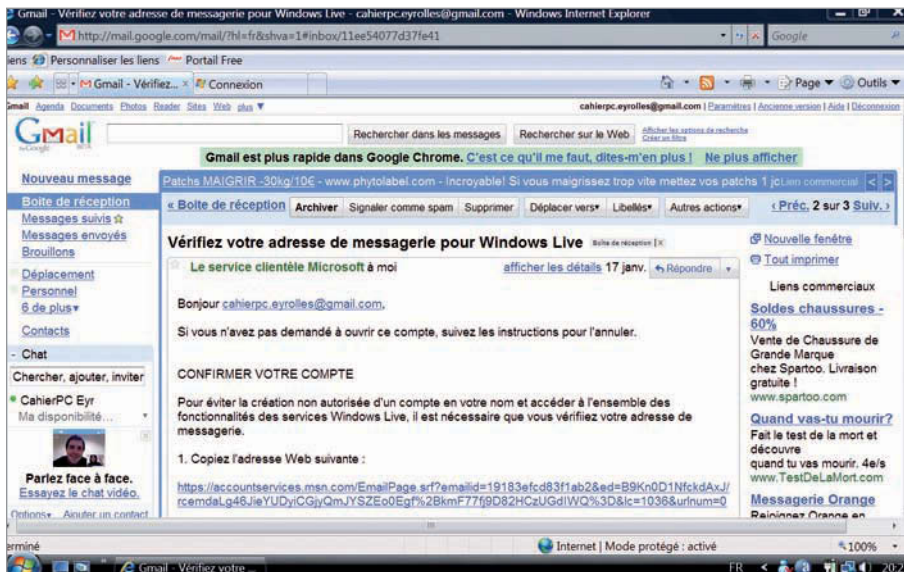 Gmail - Vérifiez votre adresse de messagerie pour Windows Live - cahierpc.eyrolles@gmail.com - Windows Internet Explorer
http://mail.google.com/mail/?hl=fr&shva=1#inbox/11ee54077d37fe41
Google
iens Personnaliser les liens Portail Free
Gmail - Vérifiez... Connexion
Page Outils
Gmail Agenda Documents Photos Reader Sites Web plus ▼
cahierpc.eyrolles@gmail.com | Paramètres | Ancienne version | Aide | Déconnexion
Gmail
by Google BETA
Rechercher dans les messages Rechercher sur le Web
Afficher les options de recherche
Créer un filtre
Gmail est plus rapide dans Google Chrome. C'est ce qu'il me faut, dites-m'en plus ! Ne plus afficher
Nouveau message
Boîte de réception
Messages suivis
Messages envoyés
Brouillons
Déplacement
Personnel
6 de plus▼
Contacts
- Chat
Chercher, ajouter, inviter
CahierPC Eyr
Ma disponibilité...
Parlez face à face.
Essayez le chat vidéo.
Options▼ Ajouter un contact
Patchs MAIGRIR -30kg/10€ - www.phytolabel.com - Incroyable! Si vous maigrissez trop vite mettez vos patchs 1 jo Lien commercial < >
« Boîte de réception Archiver Signaler comme spam Supprimer Déplacer vers▼ Libellés▼ Autres actions▼ ‹ Préc. 2 sur 3 Suiv. ›
Vérifiez votre adresse de messagerie pour Windows Live Boîte de réception | X
Le service clientèle Microsoft à moi afficher les détails 17 janv. Répondre
Bonjour cahierpc.eyrolles@gmail.com,
Si vous n'avez pas demandé à ouvrir ce compte, suivez les instructions pour l'annuler.
CONFIRMER VOTRE COMPTE
Pour éviter la création non autorisée d'un compte en votre nom et accéder à l'ensemble des
fonctionnalités des services Windows Live, il est nécessaire que vous vérifiiez votre adresse de
messagerie.
1. Copiez l'adresse Web suivante :
https://accountservices.msn.com/EmailPage.srf?emailid=19183efcd83f1ab2&ed=B9Kn0D1NfckdAxJ/
rcemdaLg46JieYUDyiCGjyQmJYSZEo0Egf%2BkmF77fj9D82HCzUGdIWQ%3D&lc=1036&urlnum=0
Nouvelle fenêtre
Tout imprimer
Liens commerciaux
Soldes chaussures -
60%
Vente de Chaussure de
Grande Marque
chez Spartoo. Livraison
gratuite !
www.spartoo.com
Quand vas-tu mourir?
Fait le test de la mort et
découvre
quand tu vas mourir. 4e/s
www.TestDeLaMort.com
Messagerie Orange
Rejoignez Orange en
erminé
Internet | Mode protégé : activé
100%
Gmail - Vérifiez votre ...
FR < 20:2